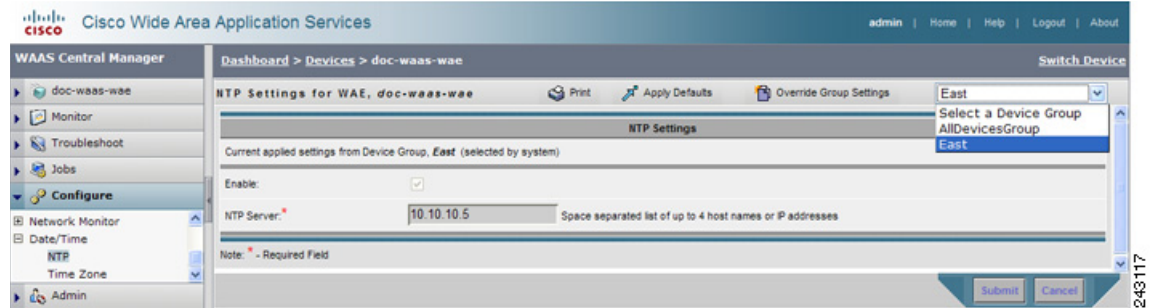 CISCO
Cisco Wide Area Application Services
admin | Home | Help | Logout | About
WAAS Central Manager
Dashboard > Devices > doc-waas-wae
Switch Device
doc-waas-wae
Monitor
Troubleshoot
Jobs
Configure
Network Monitor
Date/Time
NTP
Time Zone
Admin
NTP Settings for WAE, doc-waas-wae
Print
Apply Defaults
Override Group Settings
East
Select a Device Group
AllDevicesGroup
East
NTP Settings
Current applied settings from Device Group, East (selected by system)
Enable:
NTP Server:*
10.10.10.5
Space separated list of up to 4 host names or IP addresses
Note: * - Required Field
Submit
Cancel
243117